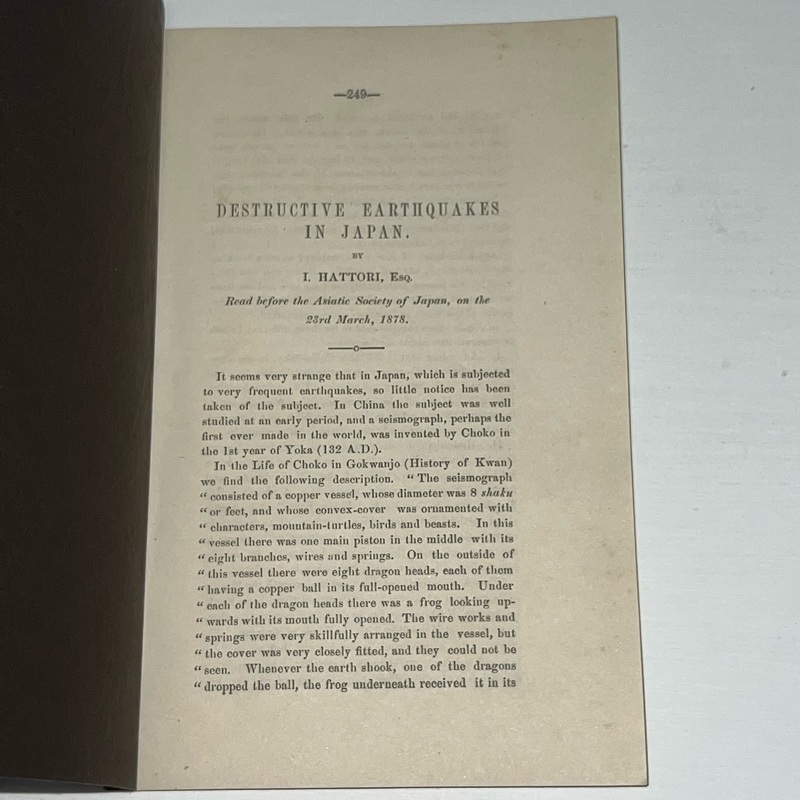 —249—
DESTRUCTIVE EARTHQUAKES
IN JAPAN.
BY
I. HATTORI, Esq.
Read before the Asiatic Society of Japan, on the
23rd March, 1878.
It seems very strange that in Japan, which is subjected
to very frequent earthquakes, so little notice has been
taken of the subject. In China the subject was well
studied at an early period, and a seismograph, perhaps the
first ever made in the world, was invented by Choko in
the 1st year of Yoka (132 A.D.).
In the Life of Choko in Gokwanjo (History of Kwan)
we find the following description. "The seismograph
"consisted of a copper vessel, whose diameter was 8 shaku
"or feet, and whose convex-cover was ornamented with
"characters, mountain-turtles, birds and beasts. In this
"vessel there was one main piston in the middle with its
"eight branches, wires and springs. On the outside of
"this vessel there were eight dragon heads, each of them
"having a copper ball in its full-opened mouth. Under
"each of the dragon heads there was a frog looking up-
"wards with its mouth fully opened. The wire works and
"springs were very skillfully arranged in the vessel, but
"the cover was very closely fitted, and they could not be
"seen. Whenever the earth shook, one of the dragons
"dropped the ball, the frog underneath received it in its